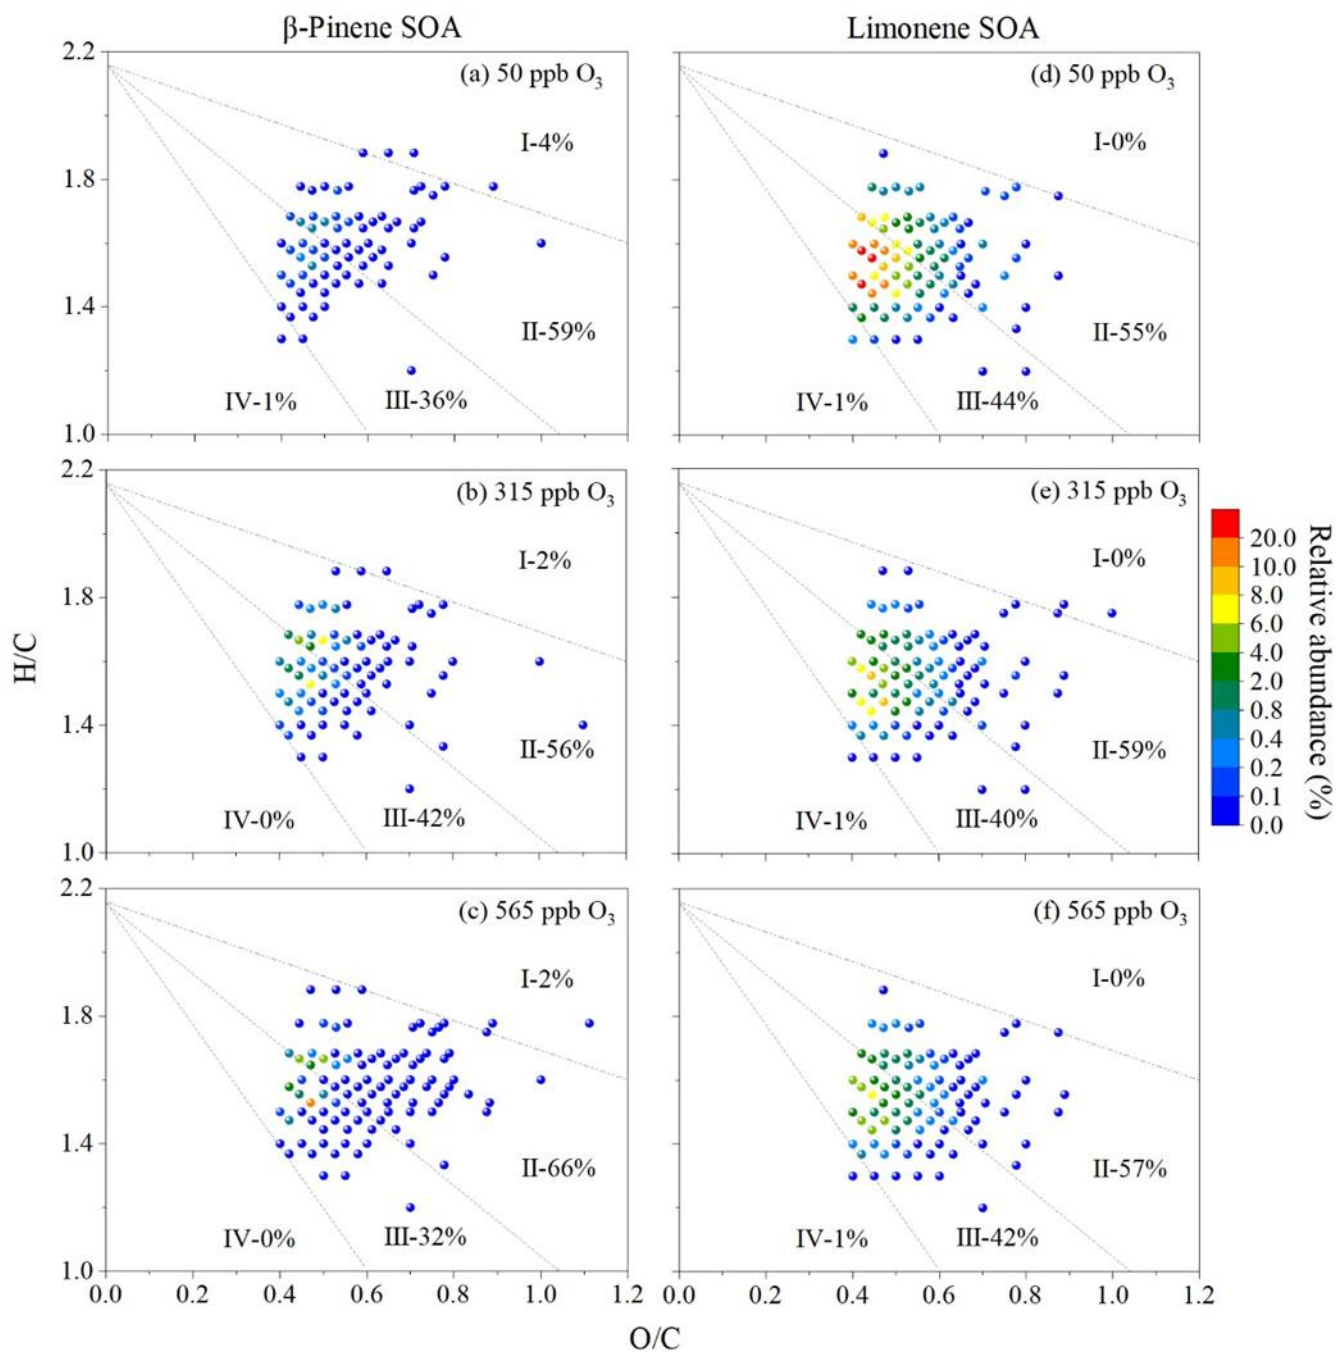 β-Pinene SOA
Limonene SOA
2.2
(a) 50 ppb O₃
I-4%
1.8
1.4
II-59%
IV-1%
III-36%
1.0
(d) 50 ppb O₃
I-0%
II-55%
IV-1%
III-44%
2.2
(b) 315 ppb O₃
I-2%
1.8
H/C
1.4
II-56%
IV-0%
III-42%
1.0
(e) 315 ppb O₃
I-0%
II-59%
IV-1%
III-40%
20.0
10.0
8.0
6.0
4.0
2.0
0.8
0.4
0.2
0.1
0.0
Relative abundance (%)
2.2
(c) 565 ppb O₃
I-2%
1.8
1.4
II-66%
IV-0%
III-32%
1.0
0.0 0.2 0.4 0.6 0.8 1.0 1.2
(f) 565 ppb O₃
I-0%
II-57%
IV-1%
III-42%
0.0 0.2 0.4 0.6 0.8 1.0 1.2
O/C